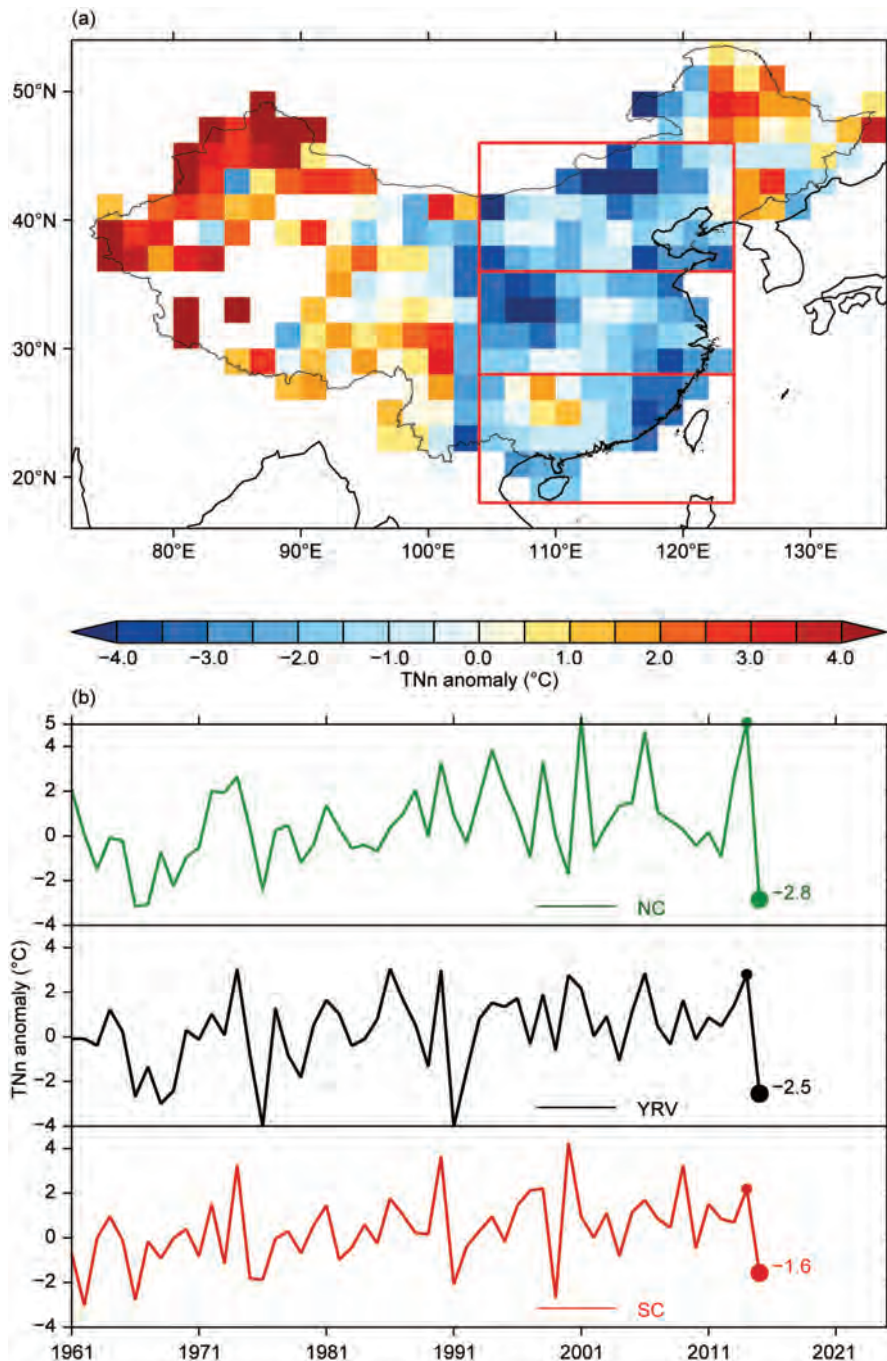 (a)
50°N
40°N
30°N
20°N
80°E 90°E 100°E 110°E 120°E 130°E
−4.0 −3.0 −2.0 −1.0 0.0 1.0 2.0 3.0 4.0
TNn anomaly (°C)
(b)
5
4
2
0
−2
−4
−2.8
NC
TNn anomaly (°C)
4
2
0
−2
−4
−2.5
YRV
4
2
0
−2
−4
−1.6
SC
1961 1971 1981 1991 2001 2011 2021